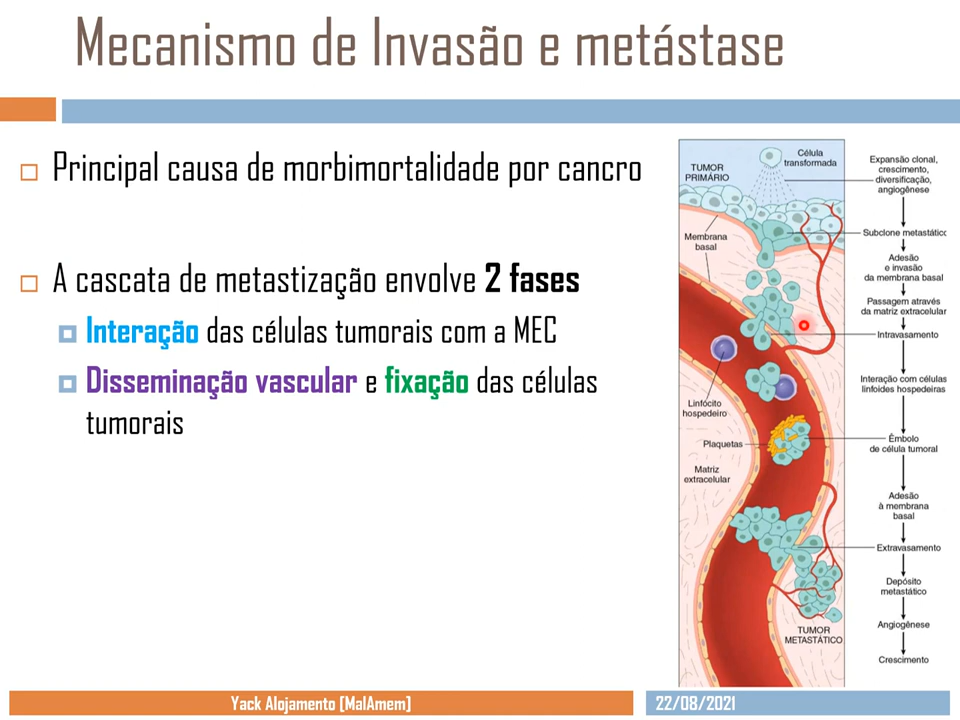 Mecanismo de Invasão e metástase
Principal causa de morbimortalidade por cancro
A cascata de metastização envolve 2 fases
Interação das células tumorais com a MEC
Disseminação vascular e fixação das células
tumorais
TUMOR
PRIMÁRIO
Célula
transformada
Membrana
basal
Linfócito
hospedeiro
Plaquetas
Matriz
extracelular
TUMOR
METASTÁTICO
Expansão clonal,
crescimento,
diversificação,
angiogênese
Subclone metastático
Adesão
e invasão
da membrana basal
Passagem através
da matriz extracelular
Intravasamento
Interação com células
linfoides hospedeiras
Êmbolo
de célula tumoral
Adesão
à membrana
basal
Extravasamento
Depósito
metastático
Angiogênese
Crescimento
Yack Alojamento [MalAmem]
22/08/2021